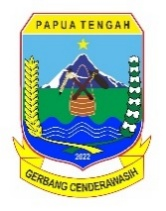 PAPUA TENGAH
2022
GERBANG CENDERAWASIH